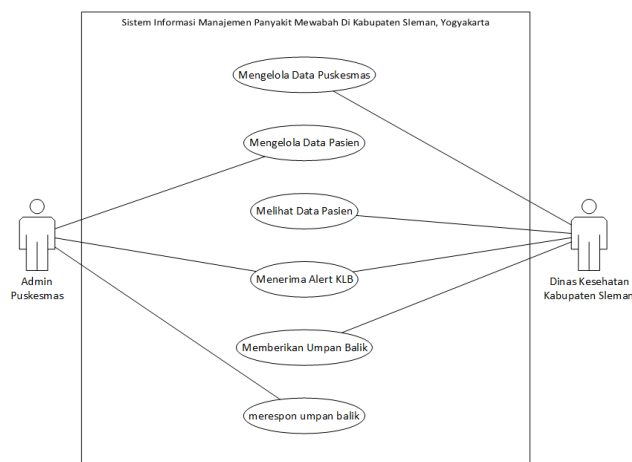 Sistem Informasi Manajemen Panyakit Mewabah Di Kabupaten Sleman, Yogyakarta
Mengelola Data Puskesmas
Mengelola Data Pasien
Melihat Data Pasien
Menerima Alert KLB
Memberikan Umpan Balik
merespon umpan balik
Admin
Puskesmas
Dinas Kesehatan
Kabupaten Sleman